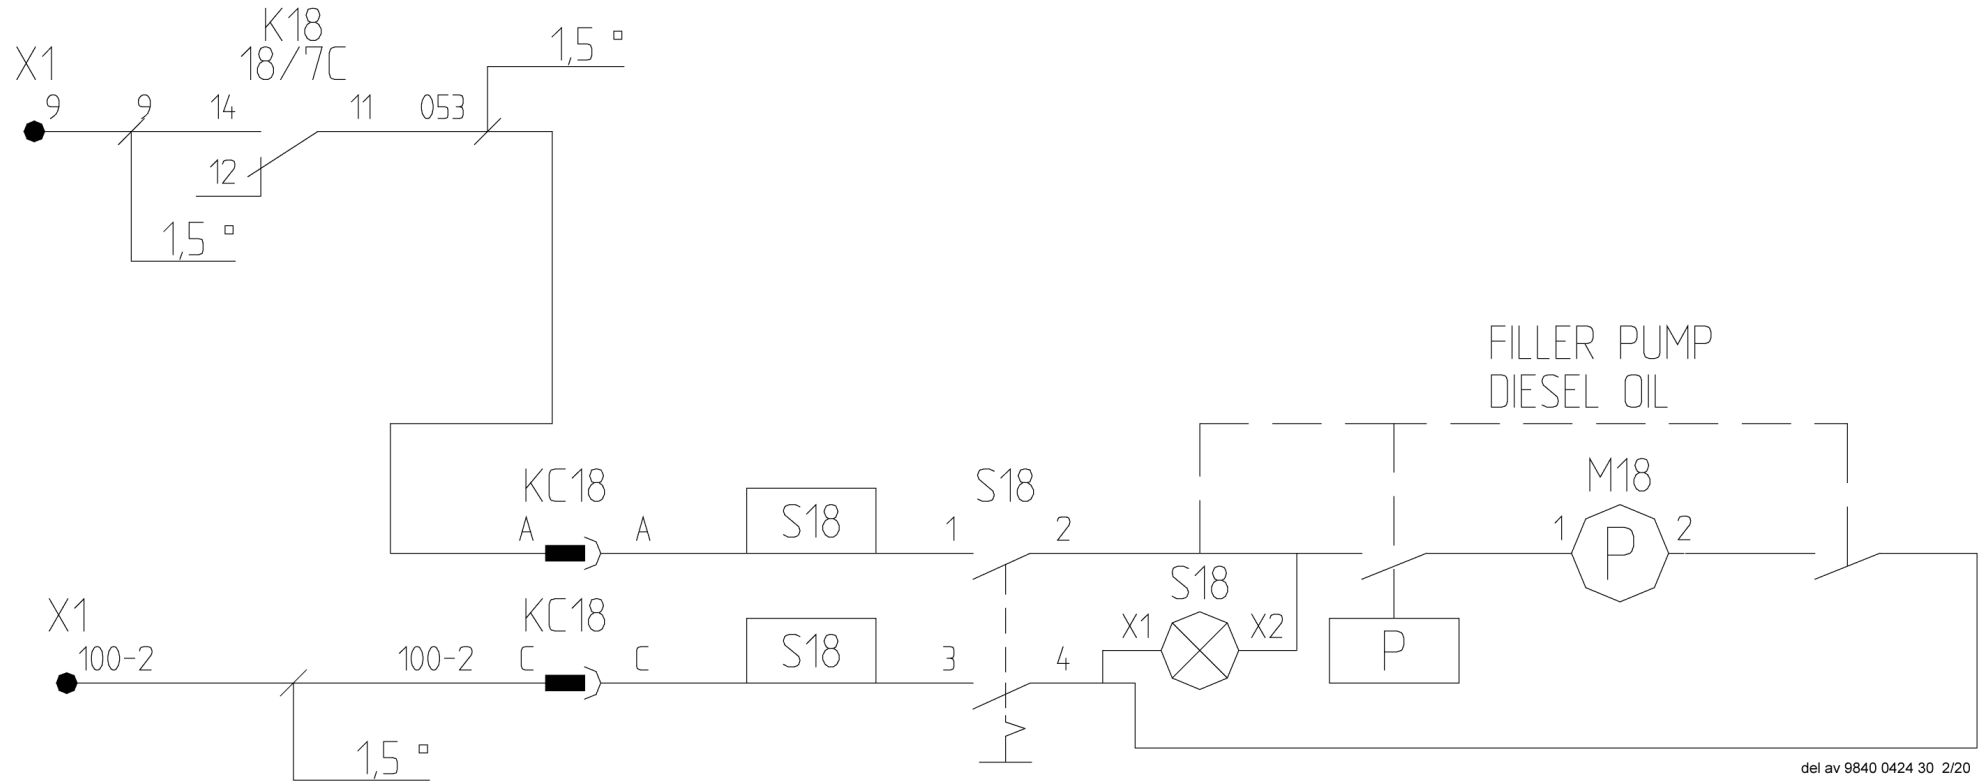 K18
18/7C
1,5 □
X1
9 9 14 11 053
12
1,5 □
FILLER PUMP
DIESEL OIL
KC18 S18 M18
A A S18 1 2 1 P 2
S18
X1 KC18 X1 X2
100-2 100-2 C C S18 3 4 P
1,5 □
del av 9840 0424 30 2/20